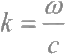 k = ω/c